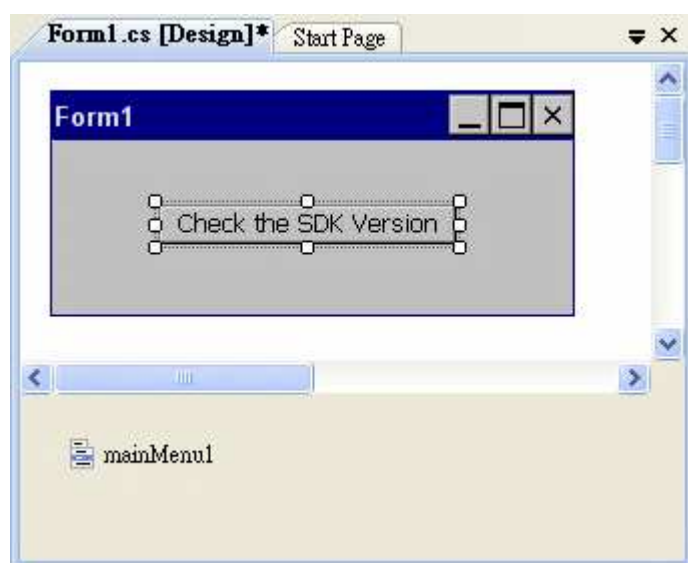 Form1.cs [Design]* Start Page
Form1
Check the SDK Version
mainMenu1